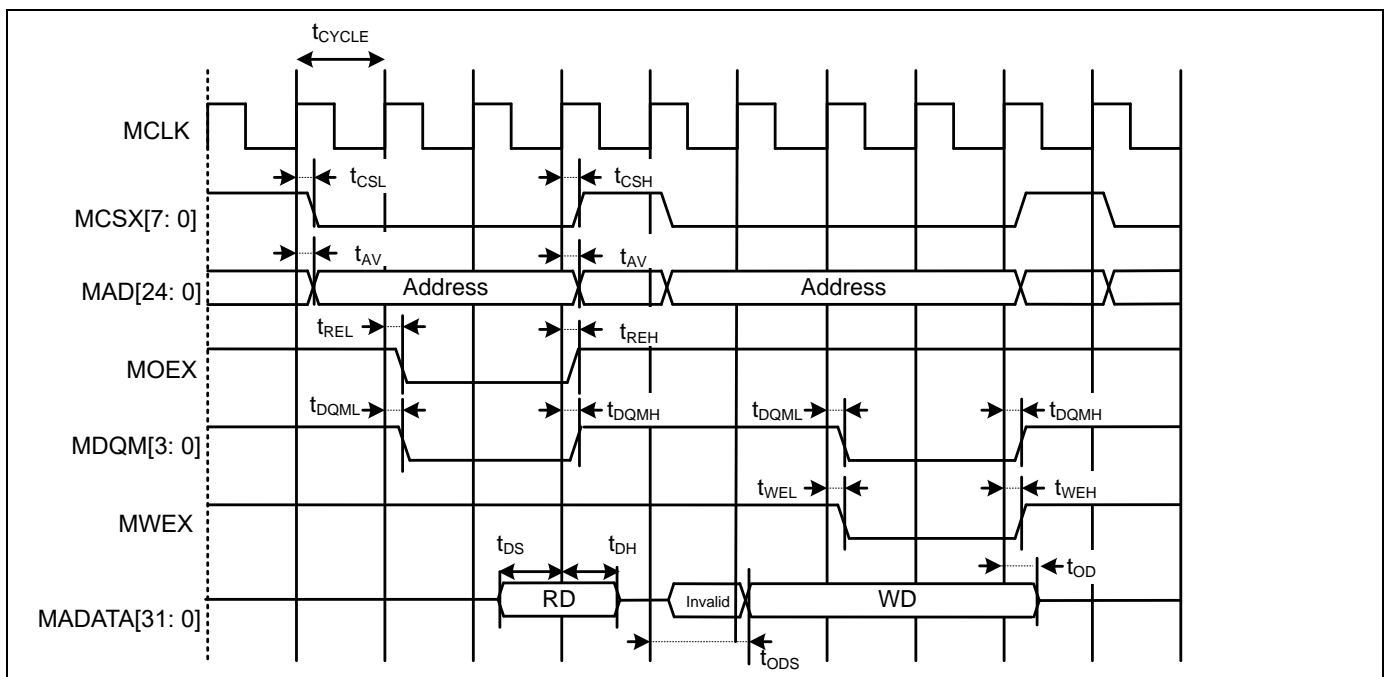 tCYCLE
MCLK
tCSL
tCSH
MCSX[7: 0]
tAV
tAV
MAD[24: 0]
Address
Address
tREL
tREH
MOEX
tDQML
tDQMH
tDQML
tDQMH
MDQM[3: 0]
tWEL
tWEH
MWEX
tDS
tDH
tOD
MADATA[31: 0]
RD
Invalid
WD
tODS